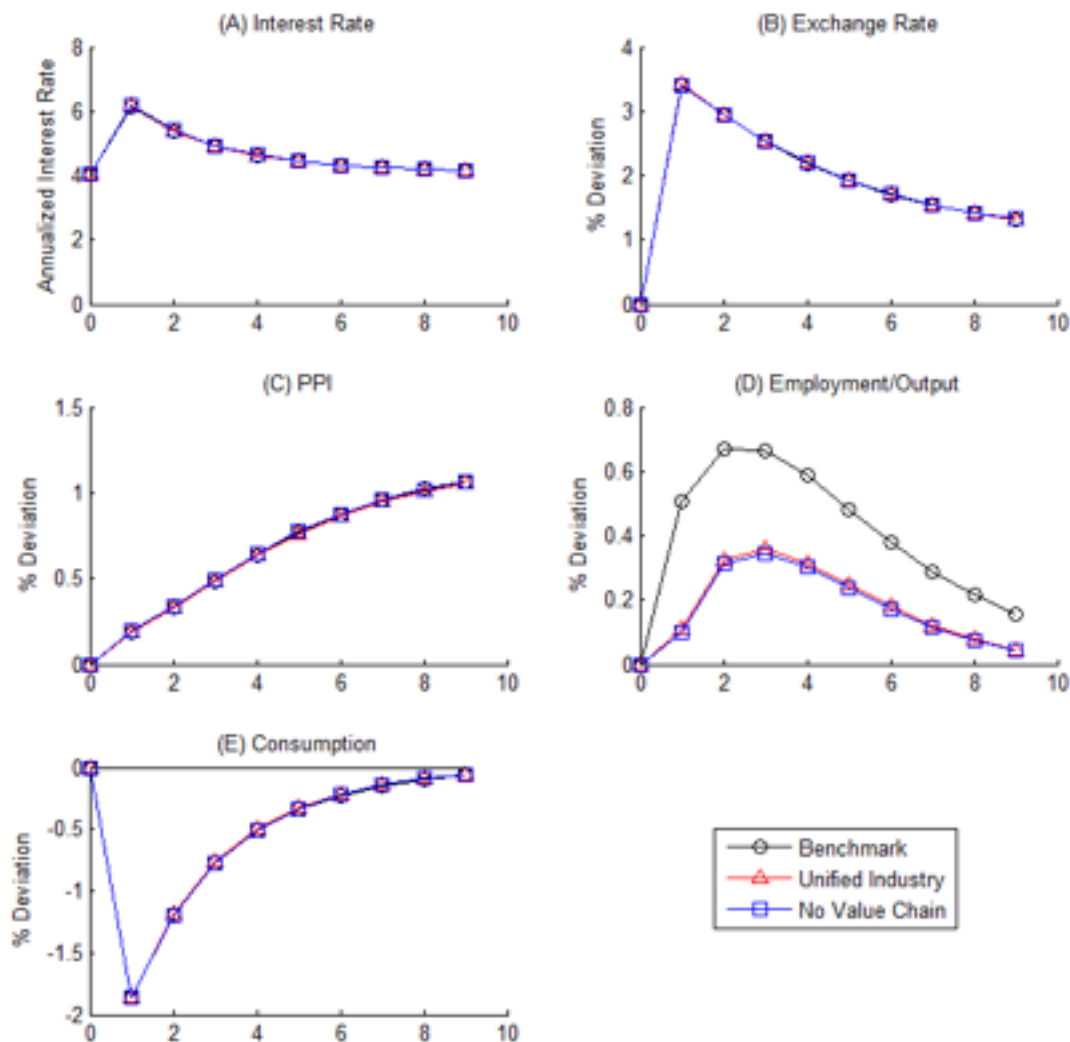 (A) Interest Rate
Annualized Interest Rate
8
6
4
2
0
0 2 4 6 8 10
(B) Exchange Rate
% Deviation
4
3
2
1
0
0 2 4 6 8 10
(C) PPI
% Deviation
1.5
1
0.5
0
0 2 4 6 8 10
(D) Employment/Output
% Deviation
0.8
0.6
0.4
0.2
0
0 2 4 6 8 10
(E) Consumption
% Deviation
0
-0.5
-1
-1.5
-2
0 2 4 6 8 10
Benchmark
Unified Industry
No Value Chain